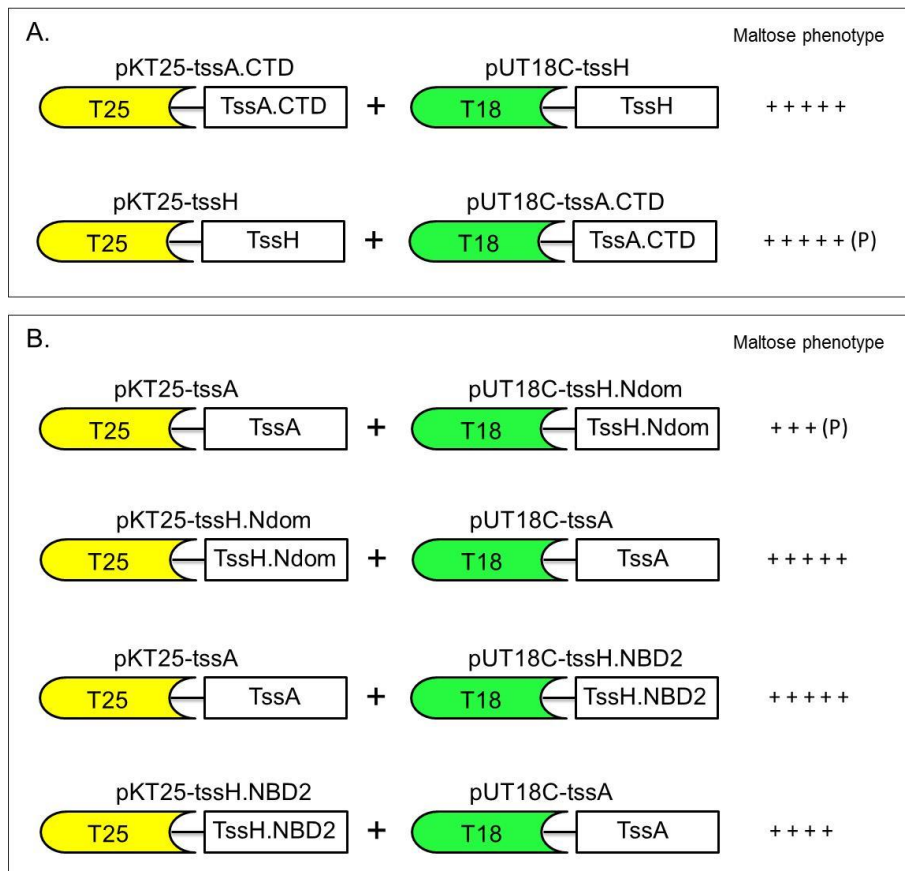 A.
Maltose phenotype
pKT25-tssA.CTD pUT18C-tssH
T25 TssA.CTD + T18 TssH + + + + +
pKT25-tssH pUT18C-tssA.CTD
T25 TssH + T18 TssA.CTD + + + + + (P)
B.
Maltose phenotype
pKT25-tssA pUT18C-tssH.Ndom
T25 TssA + T18 TssH.Ndom + + + (P)
pKT25-tssH.Ndom pUT18C-tssA
T25 TssH.Ndom + T18 TssA + + + + +
pKT25-tssA pUT18C-tssH.NBD2
T25 TssA + T18 TssH.NBD2 + + + + +
pKT25-tssH.NBD2 pUT18C-tssA
T25 TssH.NBD2 + T18 TssA + + + +